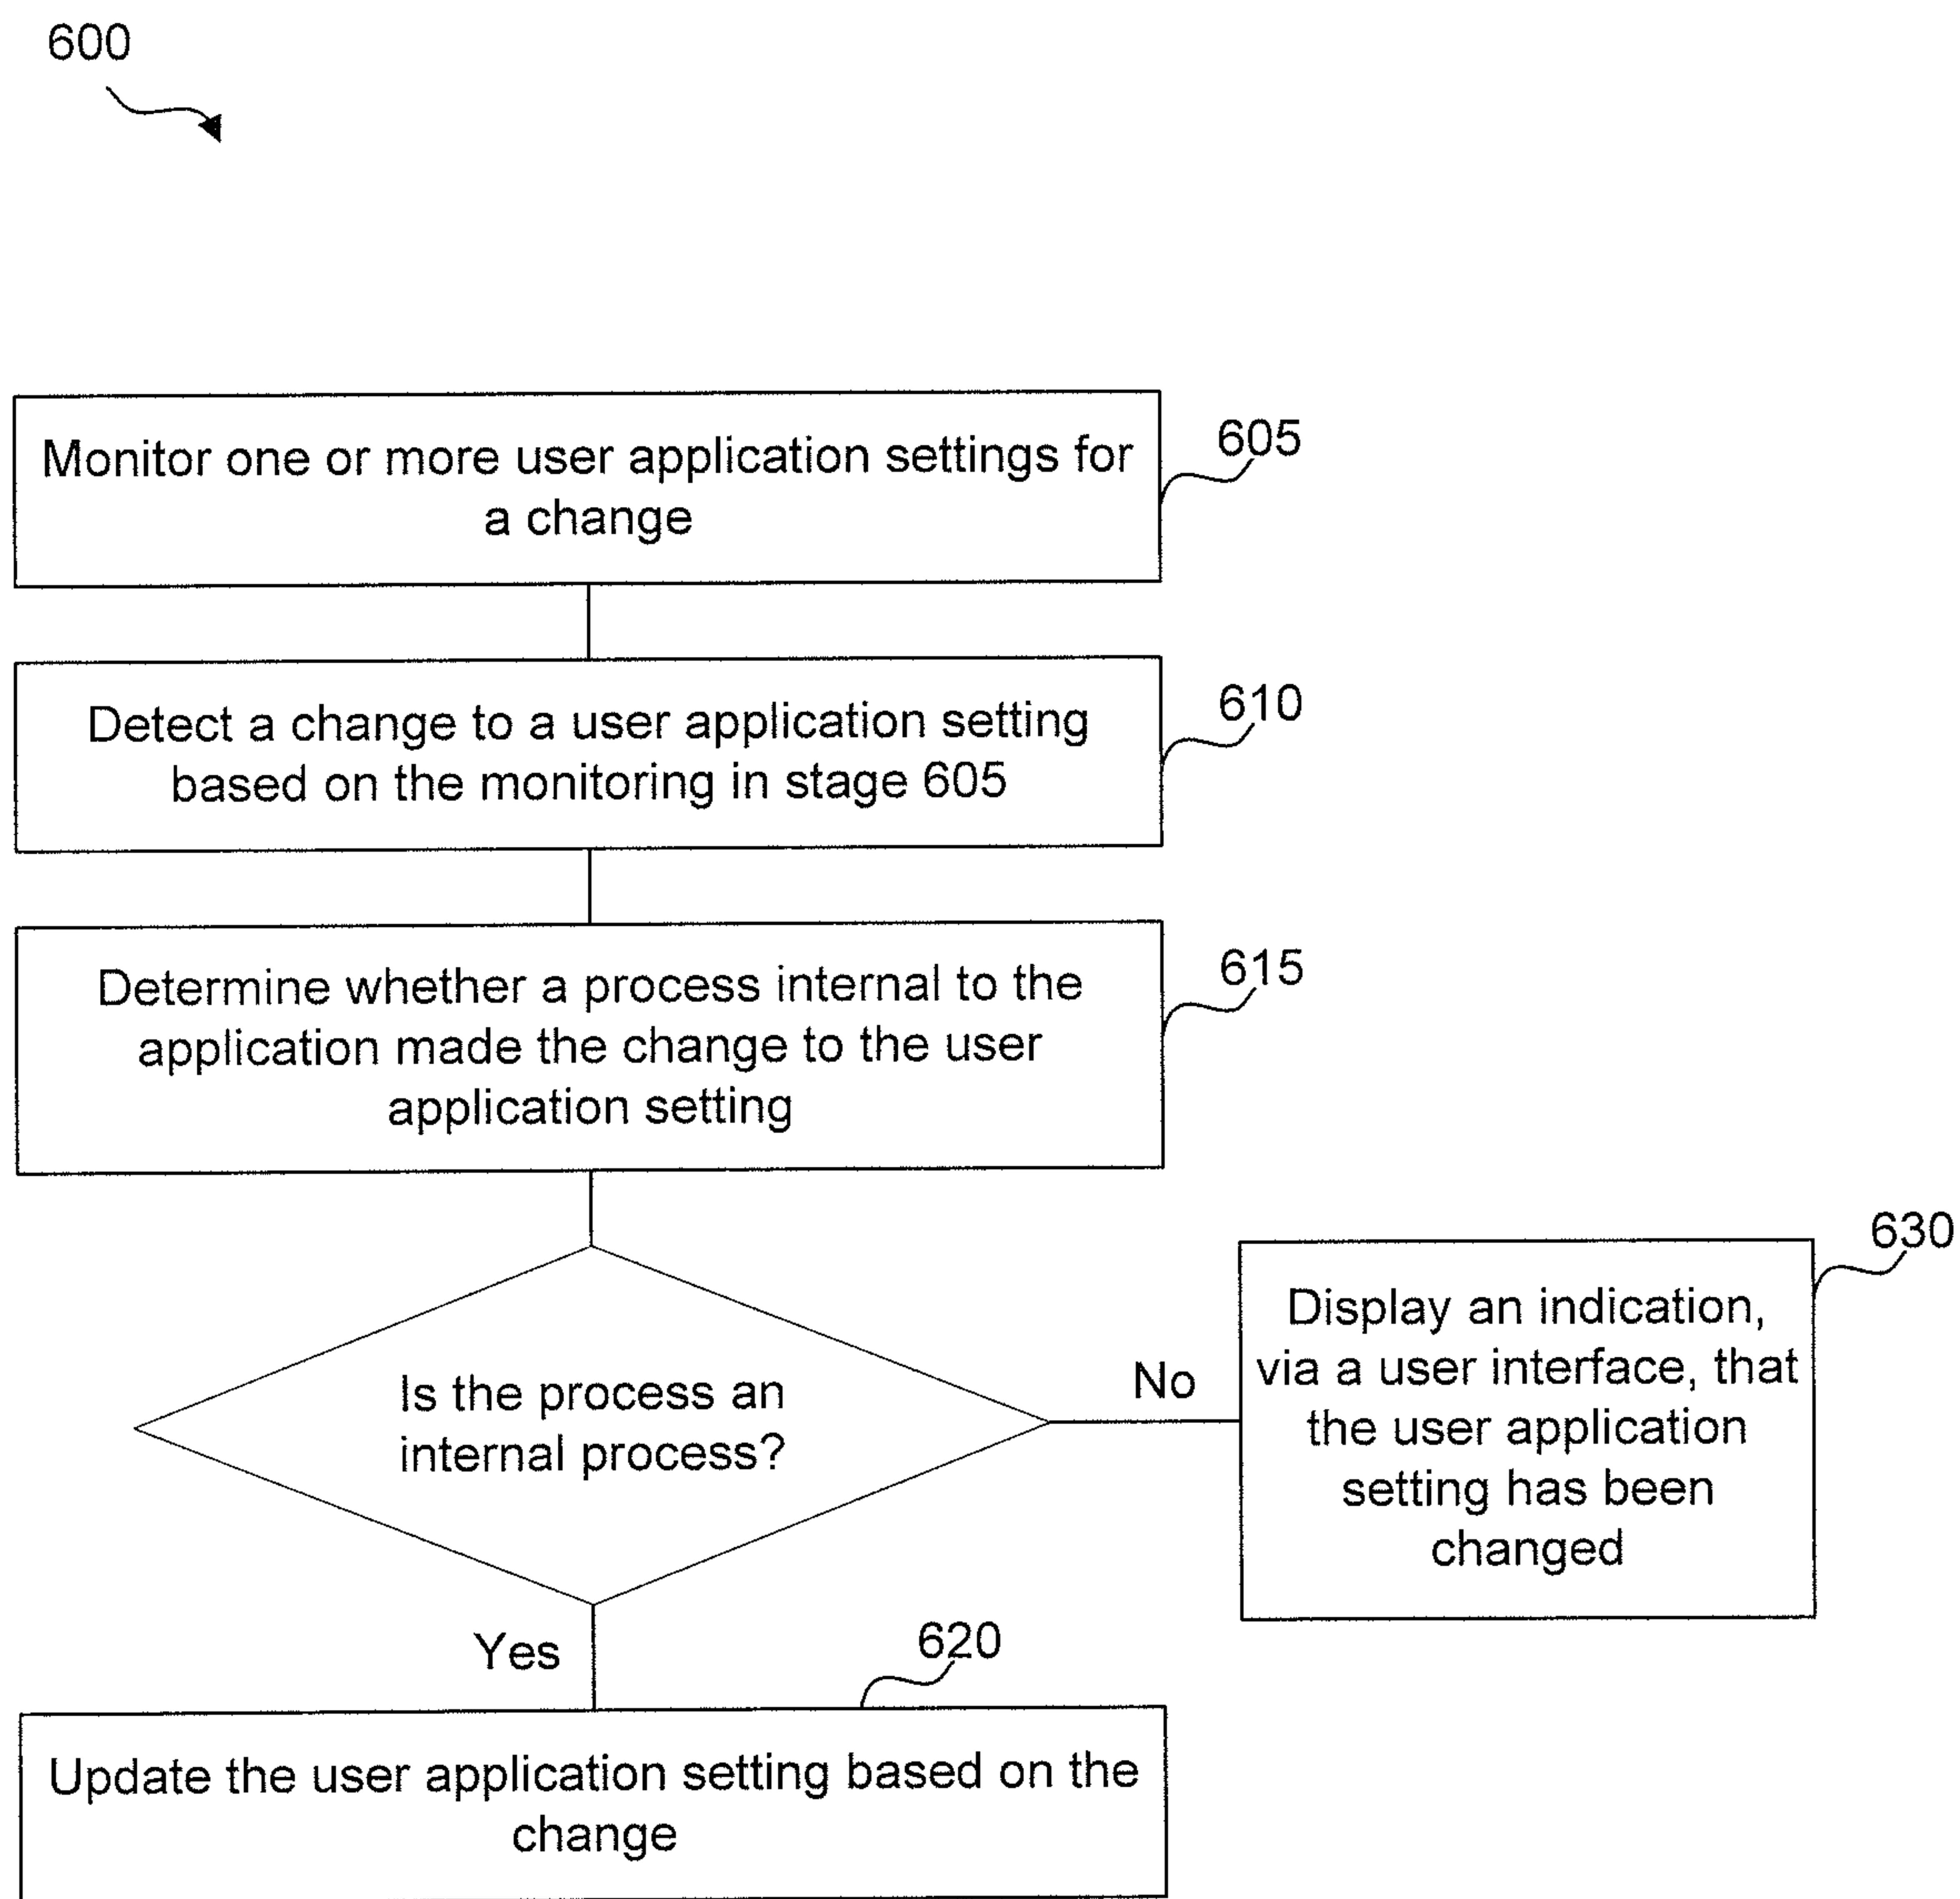 600
Monitor one or more user application settings for
a change
605
Detect a change to a user application setting
based on the monitoring in stage 605
610
Determine whether a process internal to the
application made the change to the user
application setting
615
Is the process an
internal process?
No
630
Display an indication,
via a user interface, that
the user application
setting has been
changed
Yes
620
Update the user application setting based on the
change